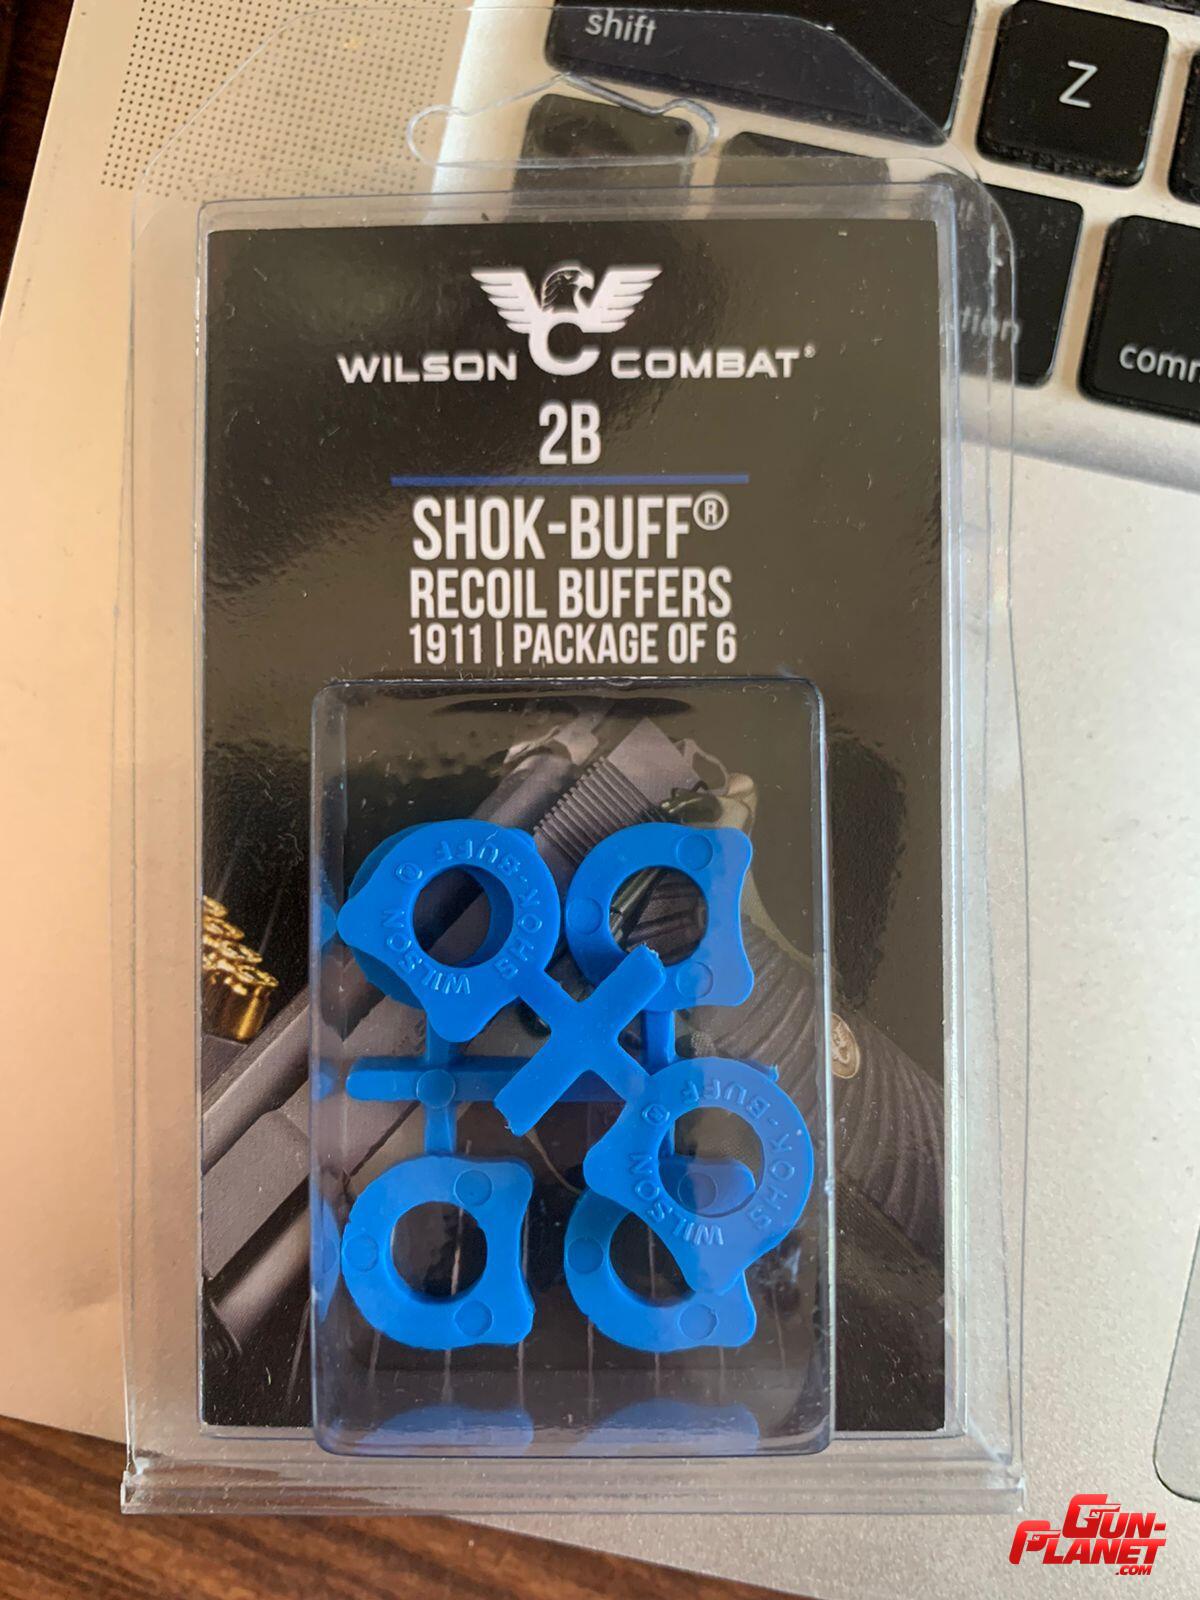 shift
Z
comm
WILSON COMBAT®
2B
SHOK-BUFF®
RECOIL BUFFERS
1911 | PACKAGE OF 6
WILSON SHOK-BUFF ®
WILSON SHOK-BUFF ®
GUN-
PLANET
.COM